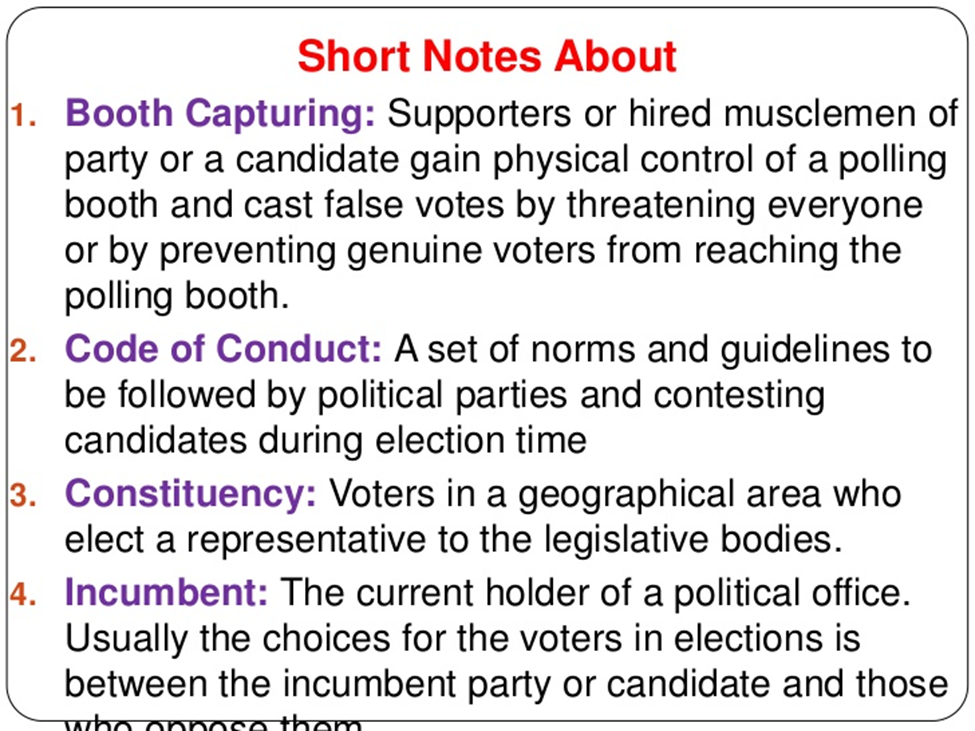 Short Notes About
1. Booth Capturing: Supporters or hired musclemen of
party or a candidate gain physical control of a polling
booth and cast false votes by threatening everyone
or by preventing genuine voters from reaching the
polling booth.
2. Code of Conduct: A set of norms and guidelines to
be followed by political parties and contesting
candidates during election time
3. Constituency: Voters in a geographical area who
elect a representative to the legislative bodies.
4. Incumbent: The current holder of a political office.
Usually the choices for the voters in elections is
between the incumbent party or candidate and those
who oppose them